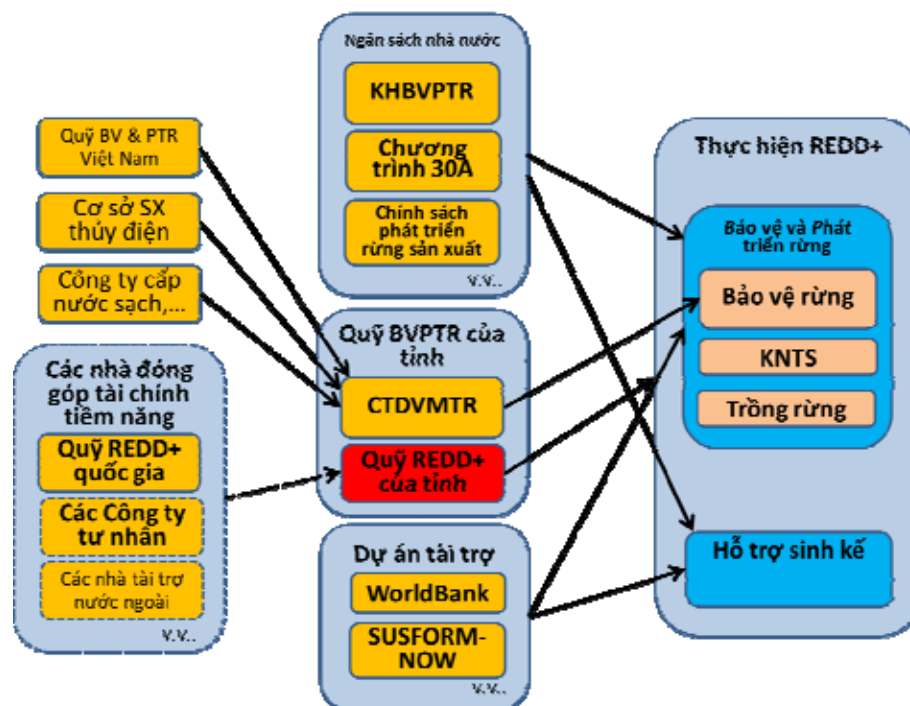 Ngân sách nhà nước
KHBVPTR
Chương
trình 30A
Chính sách
phát triển
rừng sản xuất
v.v..
Quỹ BV & PTR
Việt Nam
Cơ sở SX
thủy điện
Công ty cấp
nước sạch,...
Các nhà đóng
góp tài chính
tiềm năng
Quỹ REDD+
quốc gia
Các Công ty
tư nhân
Các nhà tài trợ
nước ngoài
v.v..
Quỹ BVPTR của
tỉnh
CTDVMTR
Quỹ REDD+
của tỉnh
Dự án tài trợ
WorldBank
SUSFORM-
NOW
v.v..
Thực hiện REDD+
Bảo vệ và Phát
triển rừng
Bảo vệ rừng
KNTS
Trồng rừng
Hỗ trợ sinh kế